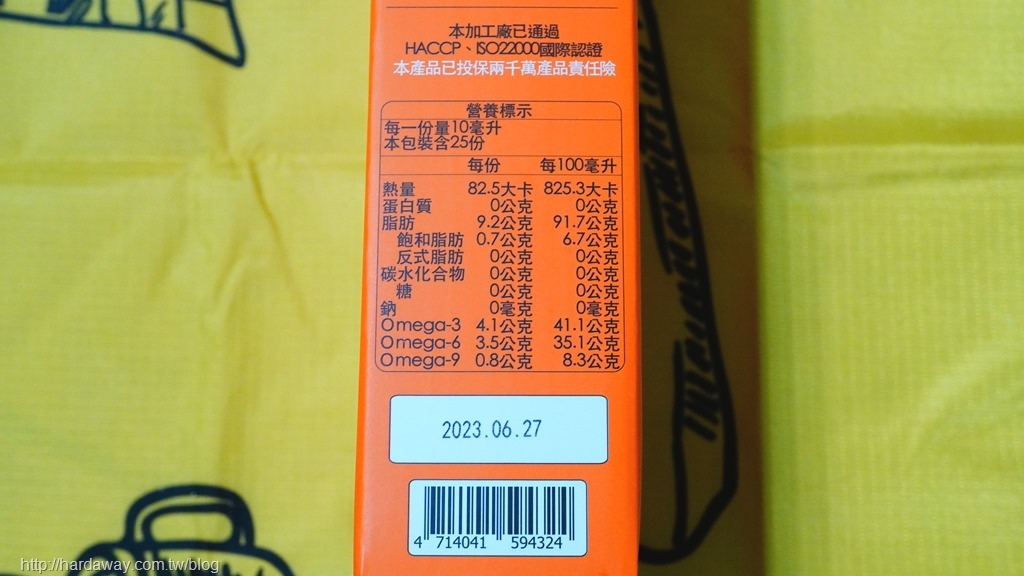 本加工廠已通過
HACCP、ISO22000國際認證
本產品已投保兩千萬產品責任險
營養標示
每一份量10毫升
本包裝含25份
每份 每100毫升
熱量 82.5大卡 825.3大卡
蛋白質 0公克 0公克
脂肪 9.2公克 91.7公克
飽和脂肪 0.7公克 6.7公克
反式脂肪 0公克 0公克
碳水化合物 0公克 0公克
糖 0公克 0公克
鈉 0毫克 0毫克
Omega-3 4.1公克 41.1公克
Omega-6 3.5公克 35.1公克
Omega-9 0.8公克 8.3公克
2023.06.27
4 714041 594324
http://hardaway.com.tw/blog